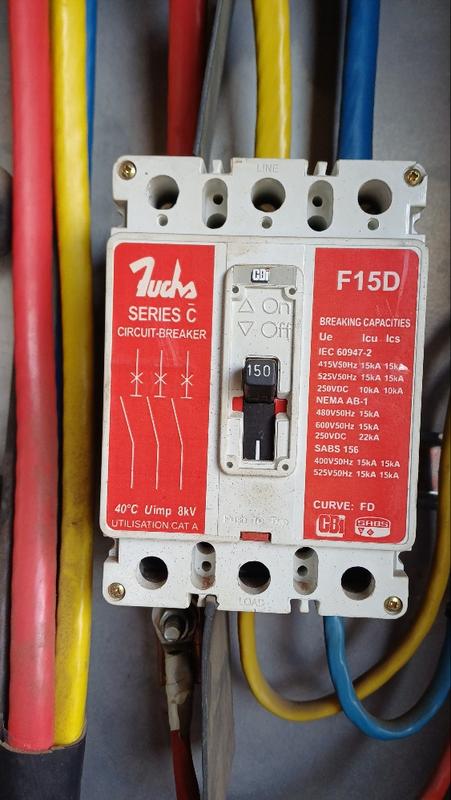 LINE
Fuchs
SERIES C
CIRCUIT-BREAKER
40°C Uimp 8kV
UTILISATION CAT A
CBi
△ On
▽ Off
150
Push To Trip
F15D
BREAKING CAPACITIES
Ue Icu Ics
IEC 60947-2
415V50Hz 15kA 15kA
525V50Hz 15kA 15kA
250VDC 10kA 10kA
NEMA AB-1
480V50Hz 15kA
600V50Hz 15kA
250VDC 22kA
SABS 156
400V50Hz 15kA 15kA
525V50Hz 15kA 15kA
CURVE: FD
CBi SABS
LOAD